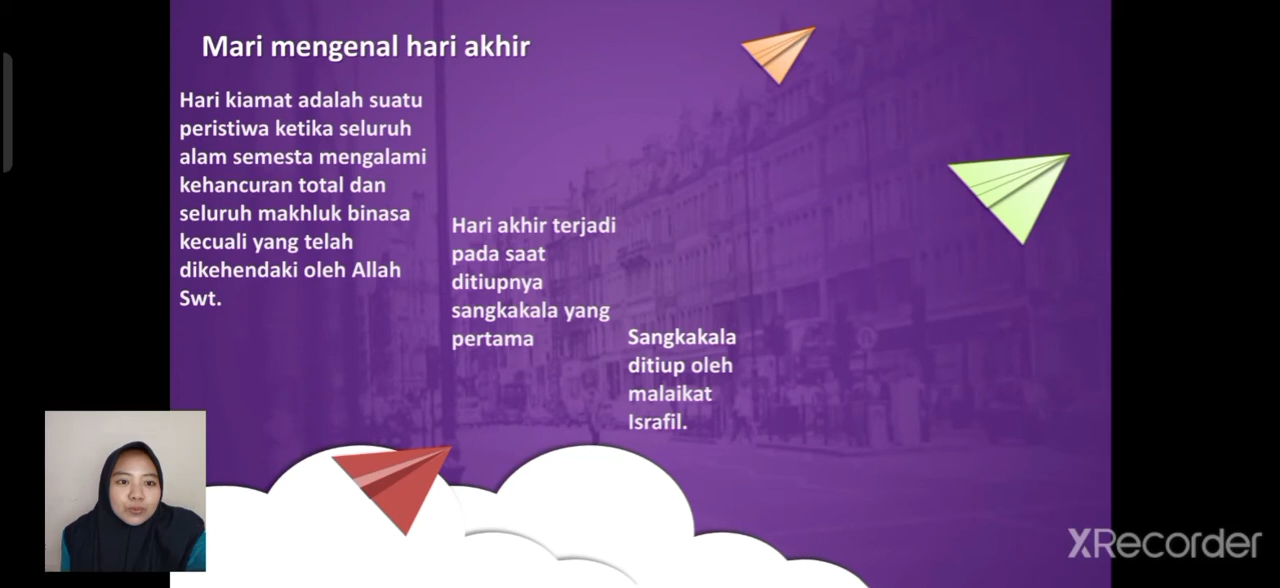 Mari mengenal hari akhir
Hari kiamat adalah suatu
peristiwa ketika seluruh
alam semesta mengalami
kehancuran total dan
seluruh makhluk binasa
kecuali yang telah
dikehendaki oleh Allah
Swt.
Hari akhir terjadi
pada saat
ditiupnya
sangkakala yang
pertama
Sangkakala
ditiup oleh
malaikat
Israfil.
XRecorder